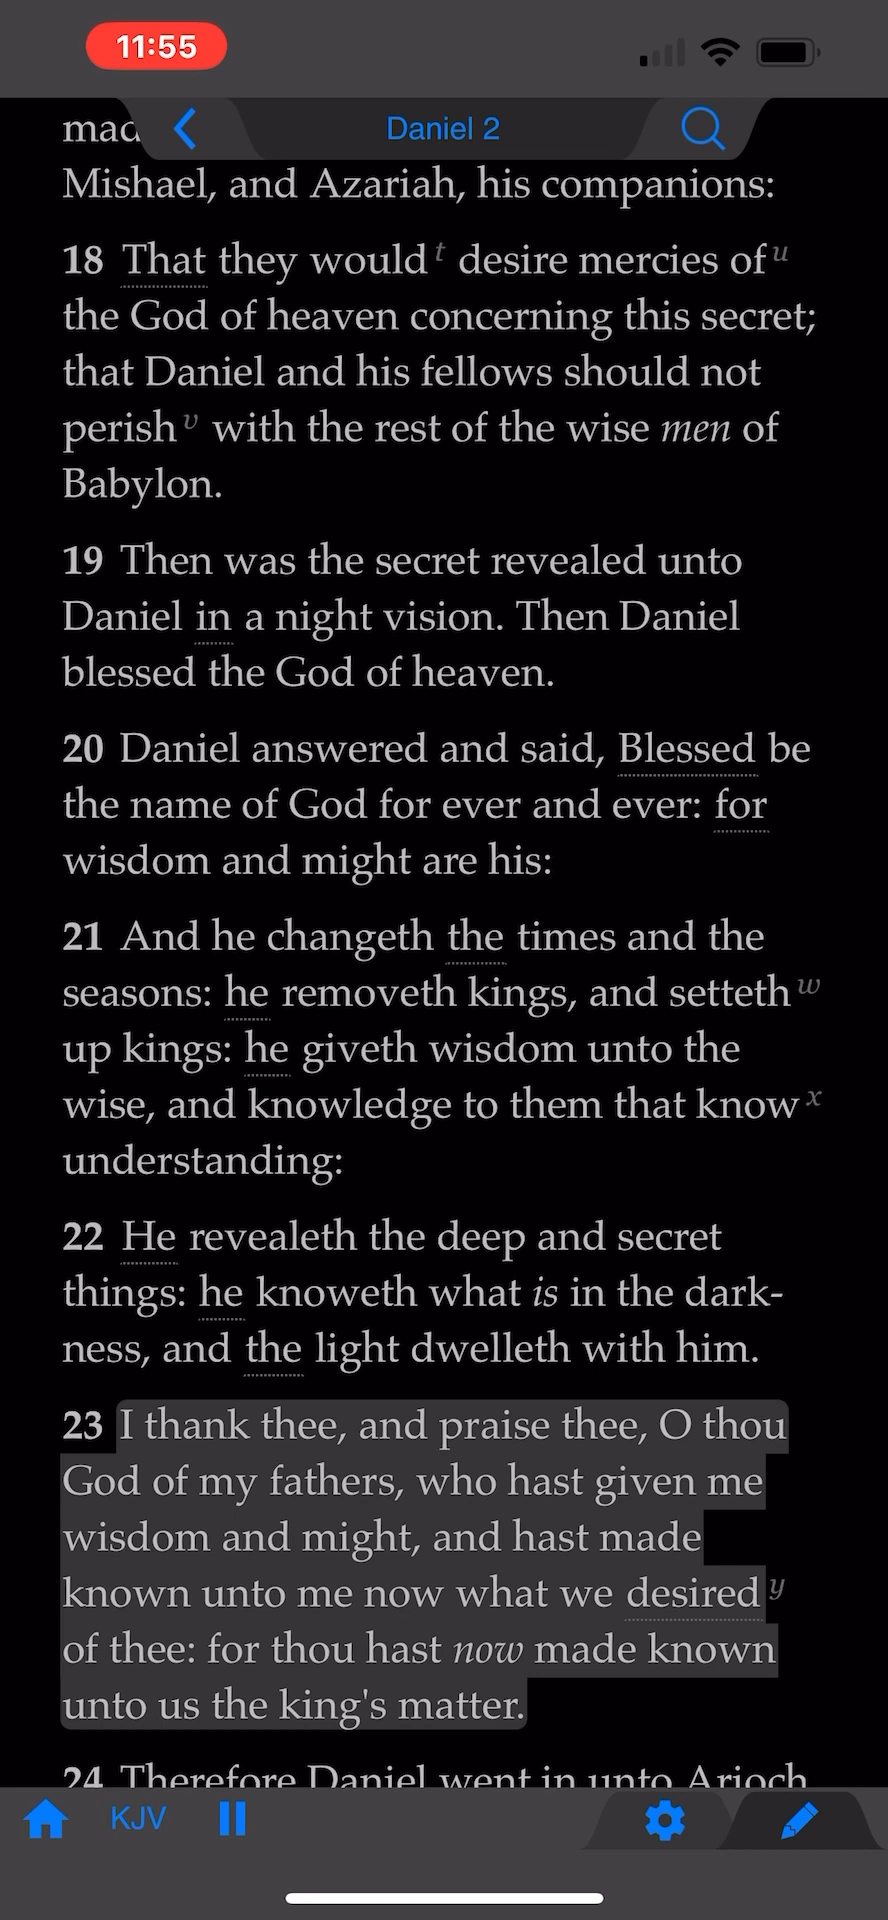 11:55
Daniel 2
mad
Mishael, and Azariah, his companions:
18 That they would t desire mercies of u
the God of heaven concerning this secret;
that Daniel and his fellows should not
perish v with the rest of the wise men of
Babylon.
19 Then was the secret revealed unto
Daniel in a night vision. Then Daniel
blessed the God of heaven.
20 Daniel answered and said, Blessed be
the name of God for ever and ever: for
wisdom and might are his:
21 And he changeth the times and the
seasons: he removeth kings, and setteth w
up kings: he giveth wisdom unto the
wise, and knowledge to them that know x
understanding:
22 He revealeth the deep and secret
things: he knoweth what is in the dark-
ness, and the light dwelleth with him.
23 I thank thee, and praise thee, O thou
God of my fathers, who hast given me
wisdom and might, and hast made
known unto me now what we desired y
of thee: for thou hast now made known
unto us the king's matter.
24 Therefore Daniel went in unto Arioch
KJV